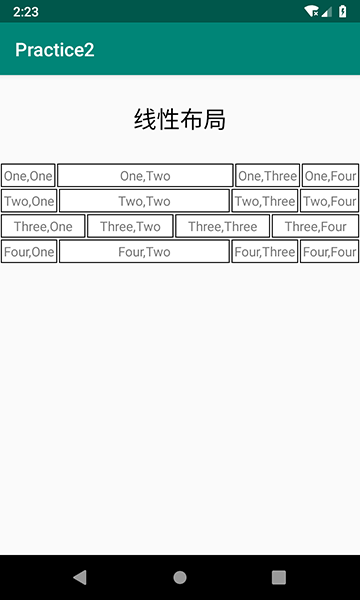 2:23
Practice2
线性布局
One,One One,Two One,Three One,Four
Two,One Two,Two Two,Three Two,Four
Three,One Three,Two Three,Three Three,Four
Four,One Four,Two Four,Three Four,Four